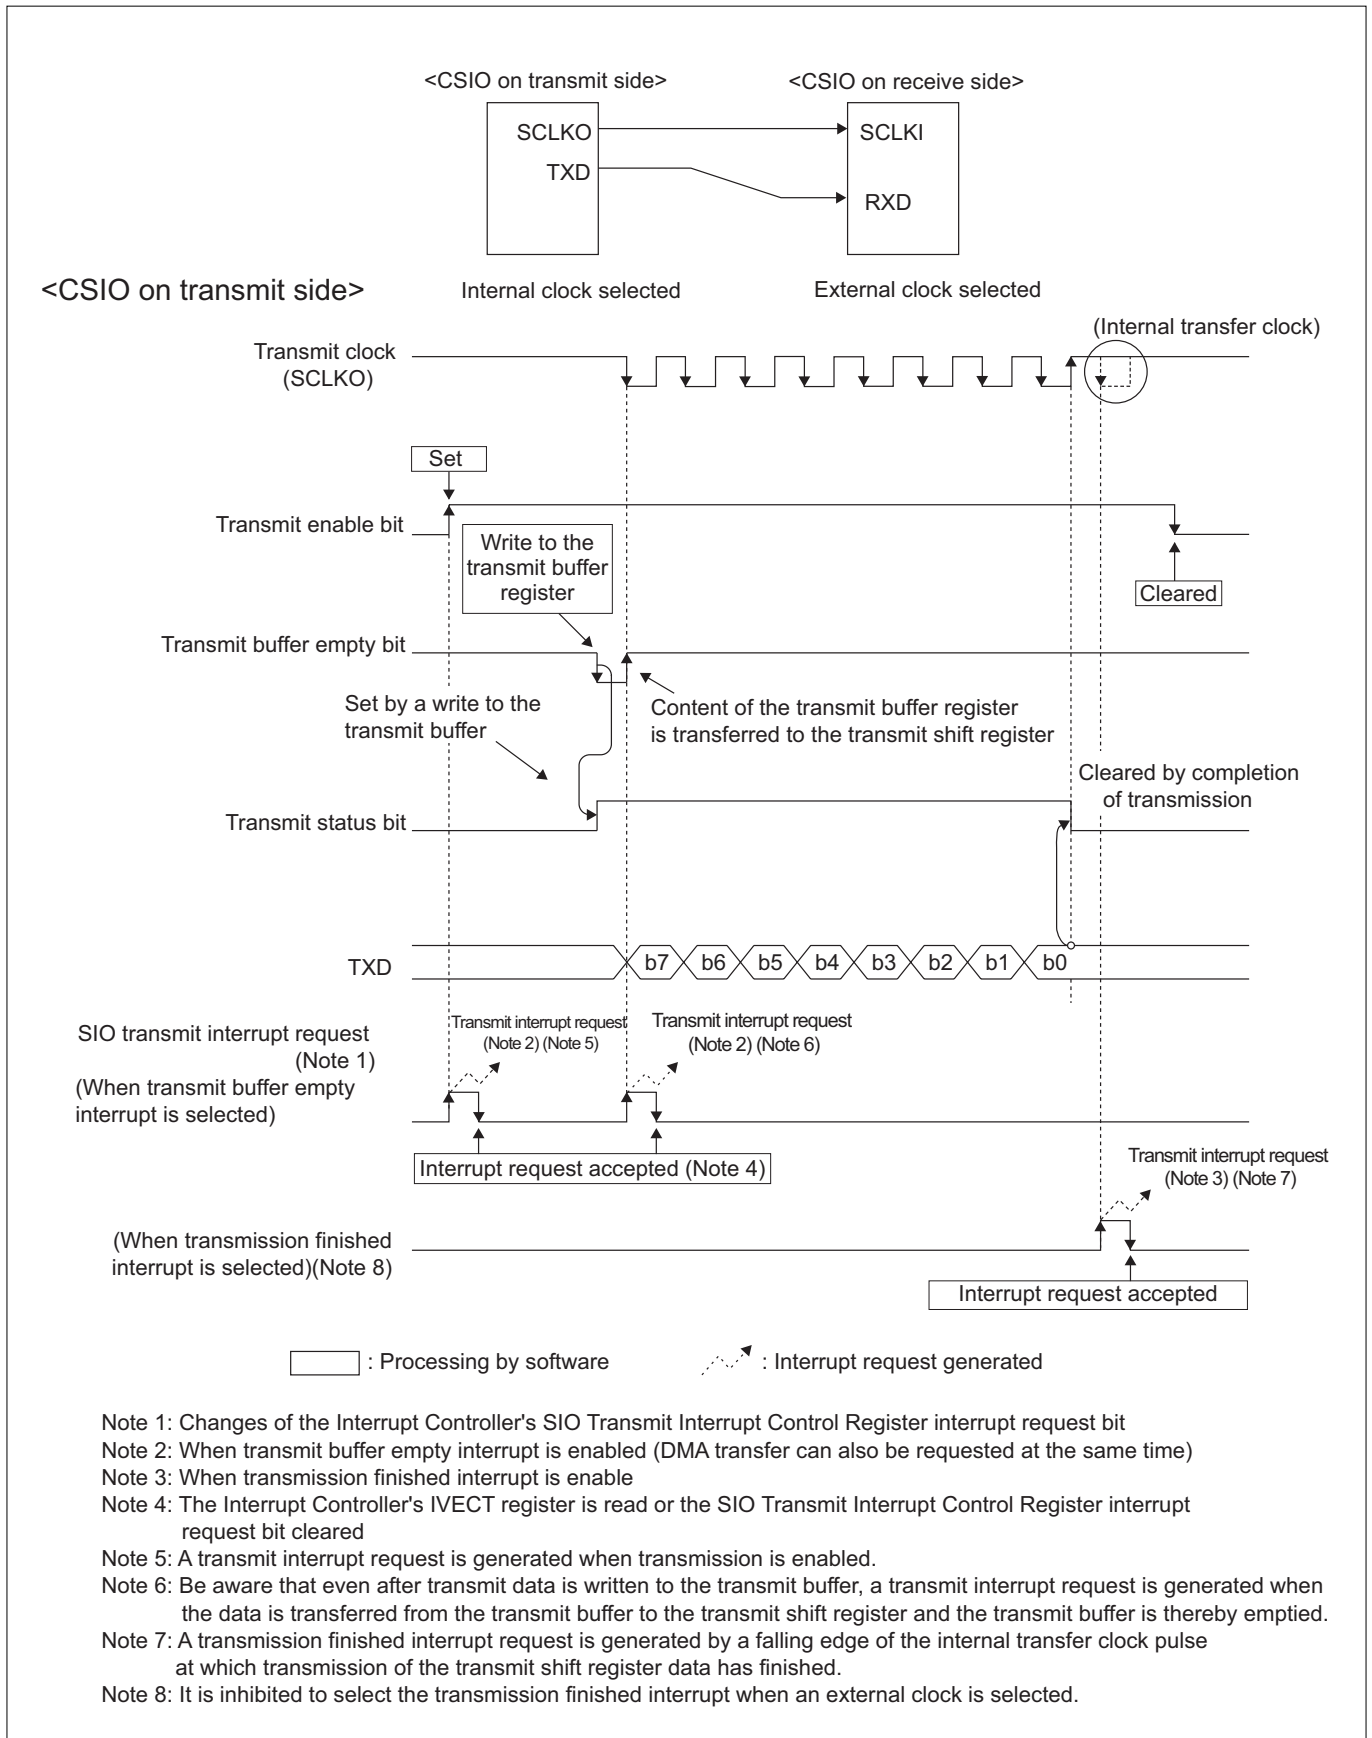 <CSIO on transmit side>
<CSIO on receive side>
SCLKO
SCLKI
TXD
RXD
<CSIO on transmit side>
Internal clock selected
External clock selected
(Internal transfer clock)
Transmit clock
(SCLKO)
Set
Transmit enable bit
Write to the
transmit buffer
register
Cleared
Transmit buffer empty bit
Set by a write to the
transmit buffer
Content of the transmit buffer register
is transferred to the transmit shift register
Cleared by completion
of transmission
Transmit status bit
TXD
b7
b6
b5
b4
b3
b2
b1
b0
SIO transmit interrupt request
(Note 1)
(When transmit buffer empty
interrupt is selected)
Transmit interrupt request
(Note 2) (Note 5)
Transmit interrupt request
(Note 2) (Note 6)
Interrupt request accepted (Note 4)
Transmit interrupt request
(Note 3) (Note 7)
(When transmission finished
interrupt is selected)(Note 8)
Interrupt request accepted
: Processing by software
: Interrupt request generated
Note 1: Changes of the Interrupt Controller's SIO Transmit Interrupt Control Register interrupt request bit
Note 2: When transmit buffer empty interrupt is enabled (DMA transfer can also be requested at the same time)
Note 3: When transmission finished interrupt is enable
Note 4: The Interrupt Controller's IVECT register is read or the SIO Transmit Interrupt Control Register interrupt
request bit cleared
Note 5: A transmit interrupt request is generated when transmission is enabled.
Note 6: Be aware that even after transmit data is written to the transmit buffer, a transmit interrupt request is generated when
the data is transferred from the transmit buffer to the transmit shift register and the transmit buffer is thereby emptied.
Note 7: A transmission finished interrupt request is generated by a falling edge of the internal transfer clock pulse
at which transmission of the transmit shift register data has finished.
Note 8: It is inhibited to select the transmission finished interrupt when an external clock is selected.